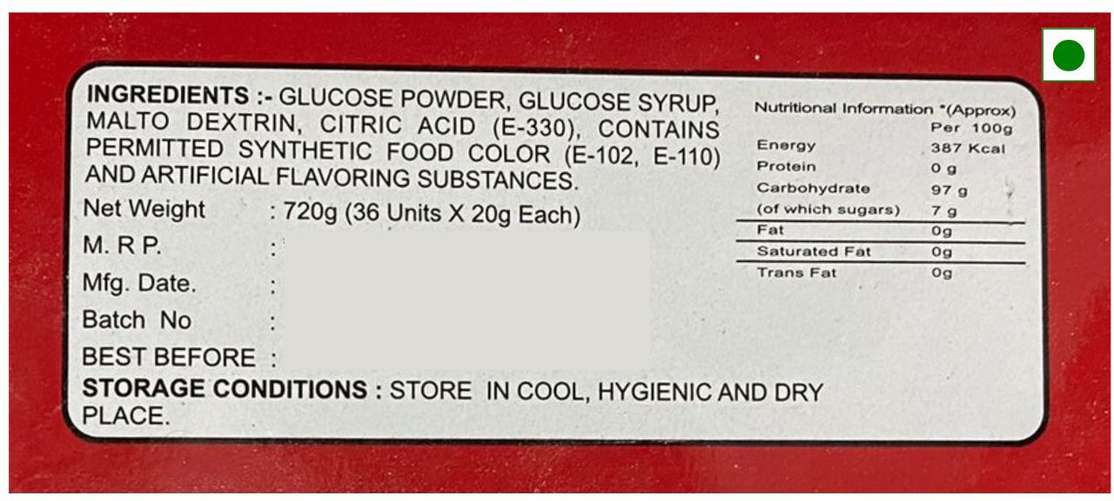 INGREDIENTS :- GLUCOSE POWDER, GLUCOSE SYRUP,
MALTO DEXTRIN, CITRIC ACID (E-330), CONTAINS
PERMITTED SYNTHETIC FOOD COLOR (E-102, E-110)
AND ARTIFICIAL FLAVORING SUBSTANCES.
Net Weight : 720g (36 Units X 20g Each)
M. R P. :
Mfg. Date. :
Batch No :
BEST BEFORE :
STORAGE CONDITIONS : STORE IN COOL, HYGIENIC AND DRY
PLACE.
Nutritional Information *(Approx)
Per 100g
Energy 387 Kcal
Protein 0 g
Carbohydrate 97 g
(of which sugars) 7 g
Fat 0g
Saturated Fat 0g
Trans Fat 0g